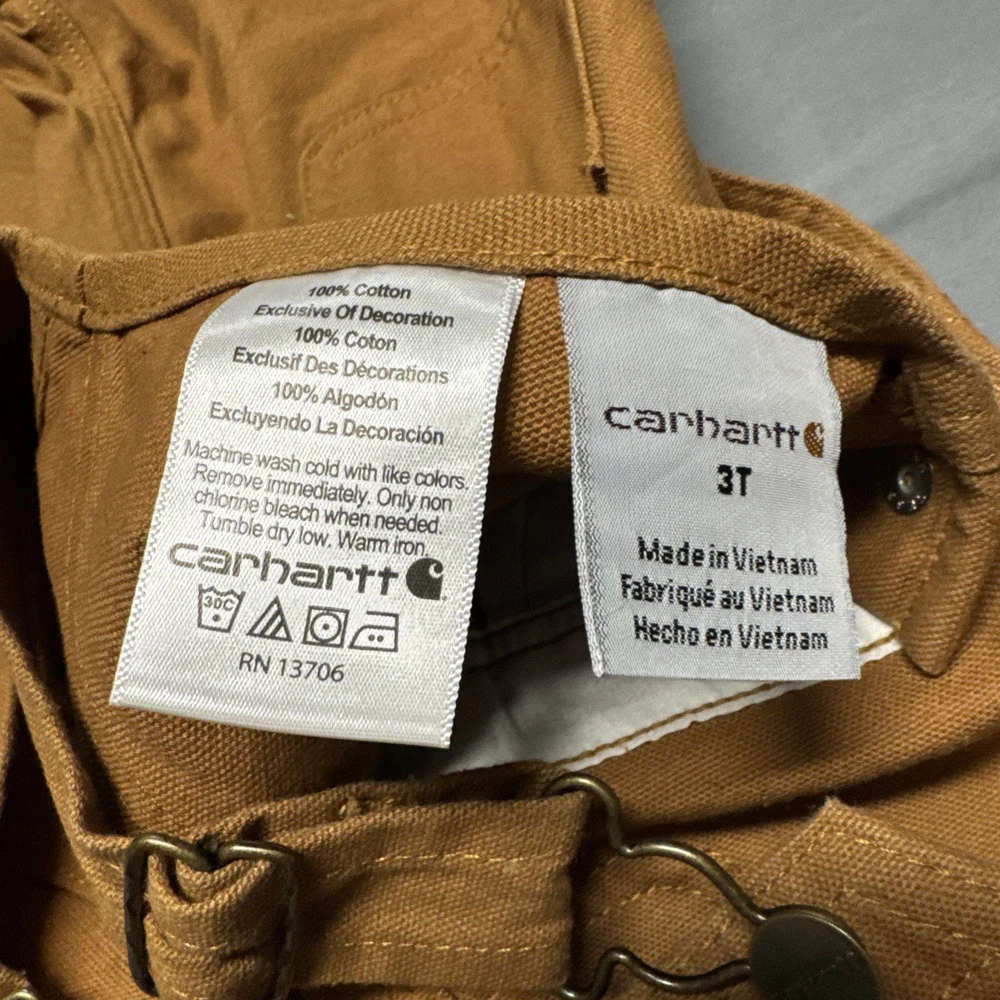 100% Cotton
Exclusive Of Decoration
100% Coton
Exclusif Des Décorations
100% Algodón
Excluyendo La Decoración
Machine wash cold with like colors.
Remove immediately. Only non
chlorine bleach when needed.
Tumble dry low. Warm iron.
carhartt
30C
RN 13706
carhartt
3T
Made in Vietnam
Fabriqué au Vietnam
Hecho en Vietnam